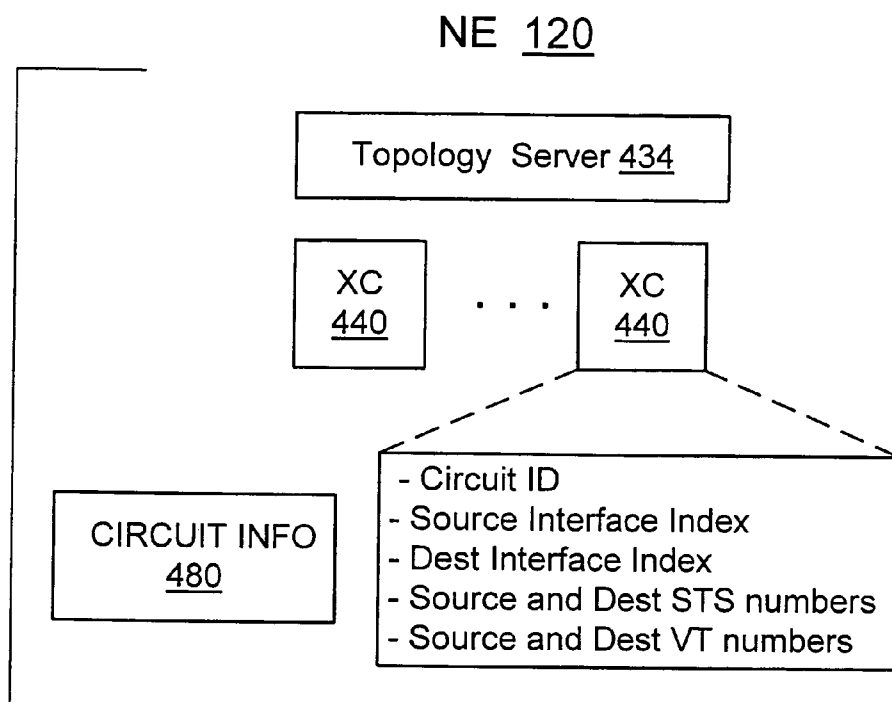 NE 120
Topology Server 434
XC
440
. . .
XC
440
- Circuit ID
- Source Interface Index
- Dest Interface Index
- Source and Dest STS numbers
- Source and Dest VT numbers
CIRCUIT INFO
480